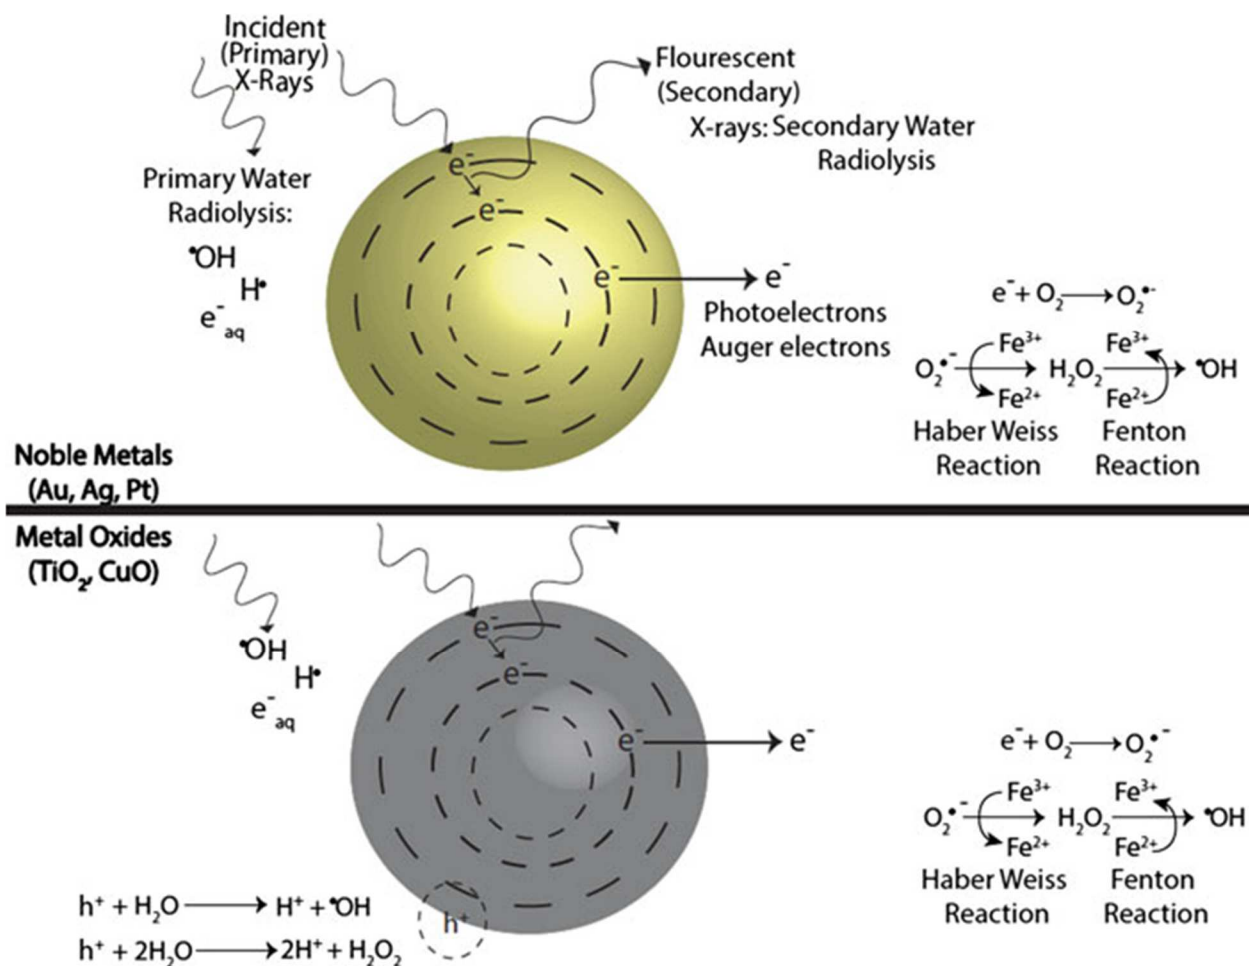 Incident
(Primary)
X-Rays
Flourescent
(Secondary)
X-rays: Secondary Water
Radiolysis
Primary Water
Radiolysis:
•OH
H•
e⁻aq
e⁻
e⁻
e⁻
e⁻
Photoelectrons
Auger electrons
e⁻ + O₂ → O₂•⁻
Fe³⁺ Fe³⁺
O₂•⁻ → H₂O₂ → •OH
Fe²⁺ Fe²⁺
Haber Weiss Fenton
Reaction Reaction
Noble Metals
(Au, Ag, Pt)
Metal Oxides
(TiO₂, CuO)
•OH
H•
e⁻aq
e⁻
e⁻
e⁻
e⁻
e⁻ + O₂ → O₂•⁻
Fe³⁺ Fe³⁺
O₂•⁻ → H₂O₂ → •OH
Fe²⁺ Fe²⁺
Haber Weiss Fenton
Reaction Reaction
h⁺ + H₂O → H⁺ + •OH
h⁺ + 2H₂O → 2H⁺ + H₂O₂
h⁺